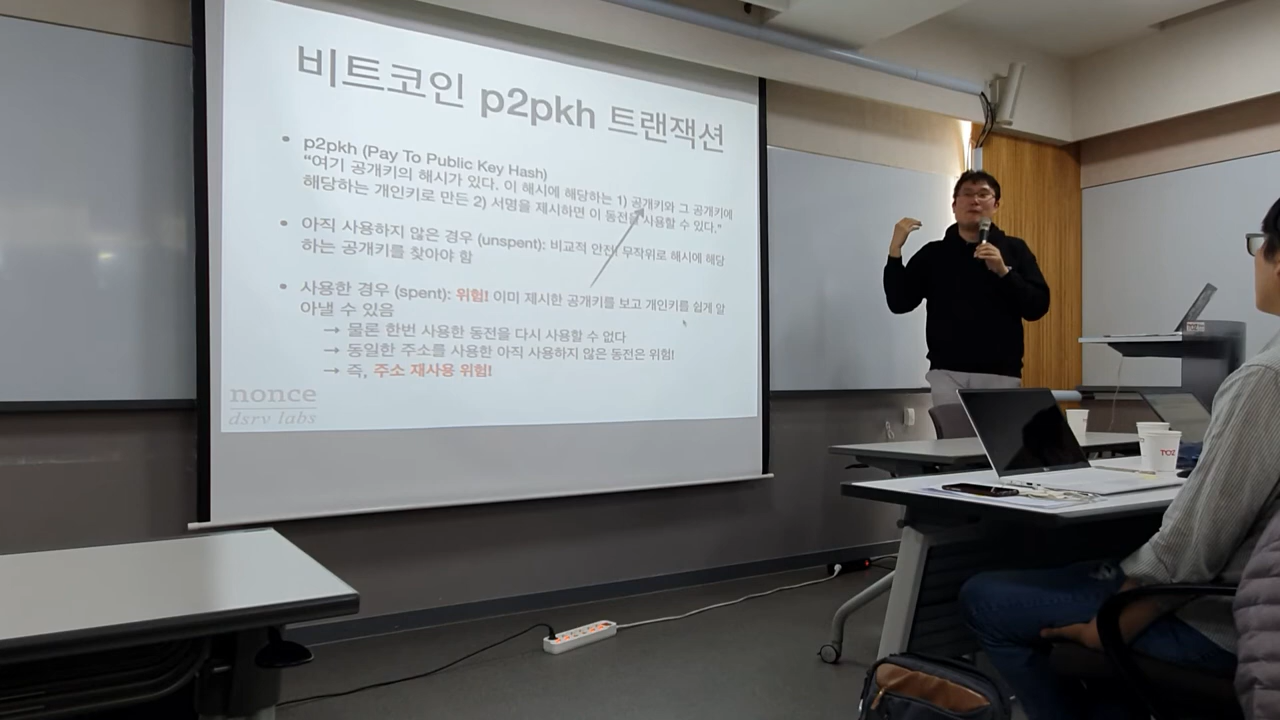 비트코인 p2pkh 트랜잭션
• p2pkh (Pay To Public Key Hash)
“여기 공개키의 해시가 있다. 이 해시에 해당하는 1) 공개키와 그 공개키에
해당하는 개인키로 만든 2) 서명을 제시하면 이 동전을 사용할 수 있다.”
• 아직 사용하지 않은 경우 (unspent): 비교적 안전! 무작위로 해시에 해당
하는 공개키를 찾아야 함
• 사용한 경우 (spent): 위험! 이미 제시한 공개키를 보고 개인키를 쉽게 알
아낼 수 있음
→ 물론 한번 사용한 동전을 다시 사용할 수 없다
→ 동일한 주소를 사용한 아직 사용하지 않은 동전은 위험!
→ 즉, 주소 재사용 위험!
nonce
dsrv labs
TOZ